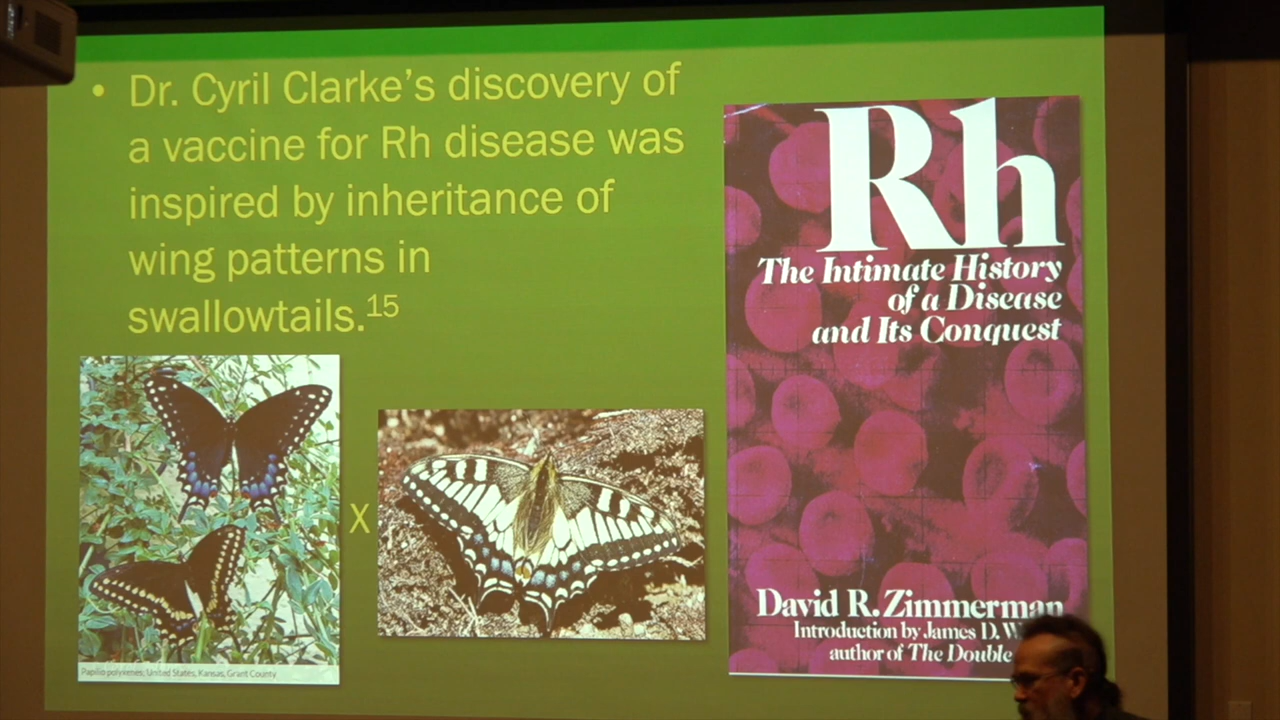 • Dr. Cyril Clarke’s discovery of
a vaccine for Rh disease was
inspired by inheritance of
wing patterns in
swallowtails.15
Papilio polyxenes, United States, Kansas, Grant County
X
Rh
The Intimate History
of a Disease
and Its Conquest
David R. Zimmerman
Introduction by James D.
author of The Double